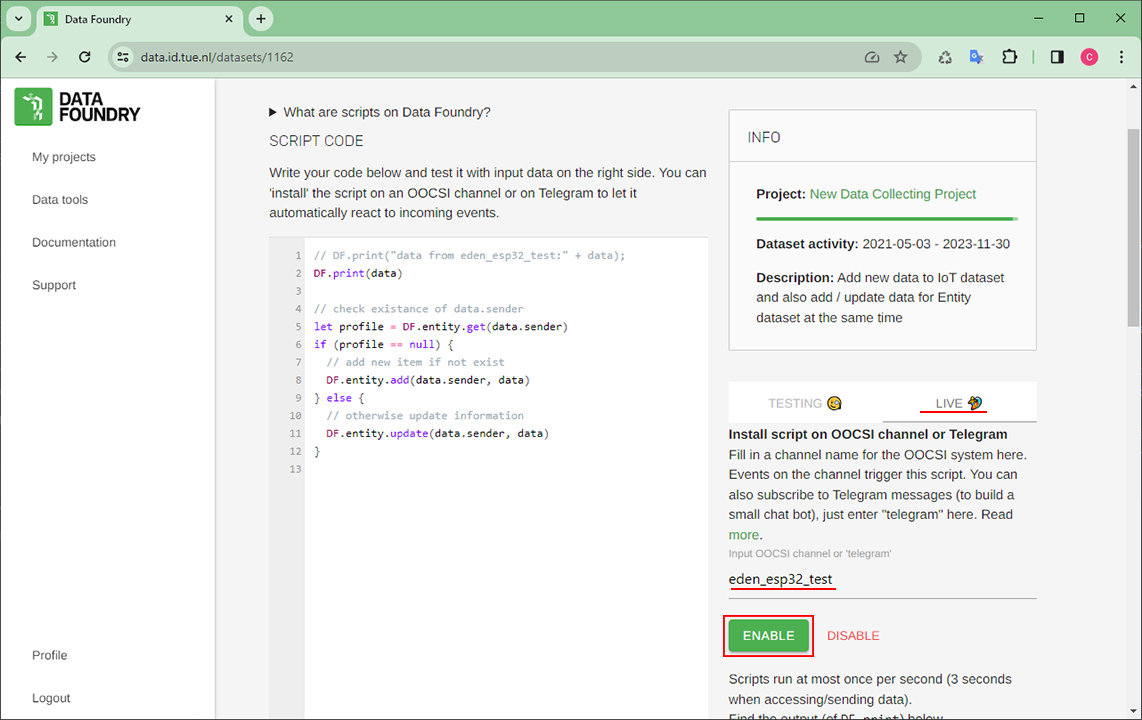 Data Foundry
data.id.tue.nl/datasets/1162
C
DATA
FOUNDRY
My projects
Data tools
Documentation
Support
Profile
Logout
What are scripts on Data Foundry?
SCRIPT CODE
Write your code below and test it with input data on the right side. You can
'install' the script on an OOCSI channel or on Telegram to let it
automatically react to incoming events.
1 // DF.print("data from eden_esp32_test:" + data);
2 DF.print(data)
3
4 // check existance of data.sender
5 let profile = DF.entity.get(data.sender)
6 if (profile == null) {
7 // add new item if not exist
8 DF.entity.add(data.sender, data)
9 } else {
10 // otherwise update information
11 DF.entity.update(data.sender, data)
12 }
13
INFO
Project: New Data Collecting Project
Dataset activity: 2021-05-03 - 2023-11-30
Description: Add new data to IoT dataset
and also add / update data for Entity
dataset at the same time
TESTING LIVE
Install script on OOCSI channel or Telegram
Fill in a channel name for the OOCSI system here.
Events on the channel trigger this script. You can
also subscribe to Telegram messages (to build a
small chat bot), just enter "telegram" here. Read
more.
Input OOCSI channel or 'telegram'
eden_esp32_test
ENABLE DISABLE
Scripts run at most once per second (3 seconds
when accessing/sending data).
Find the output (of DF.print) below